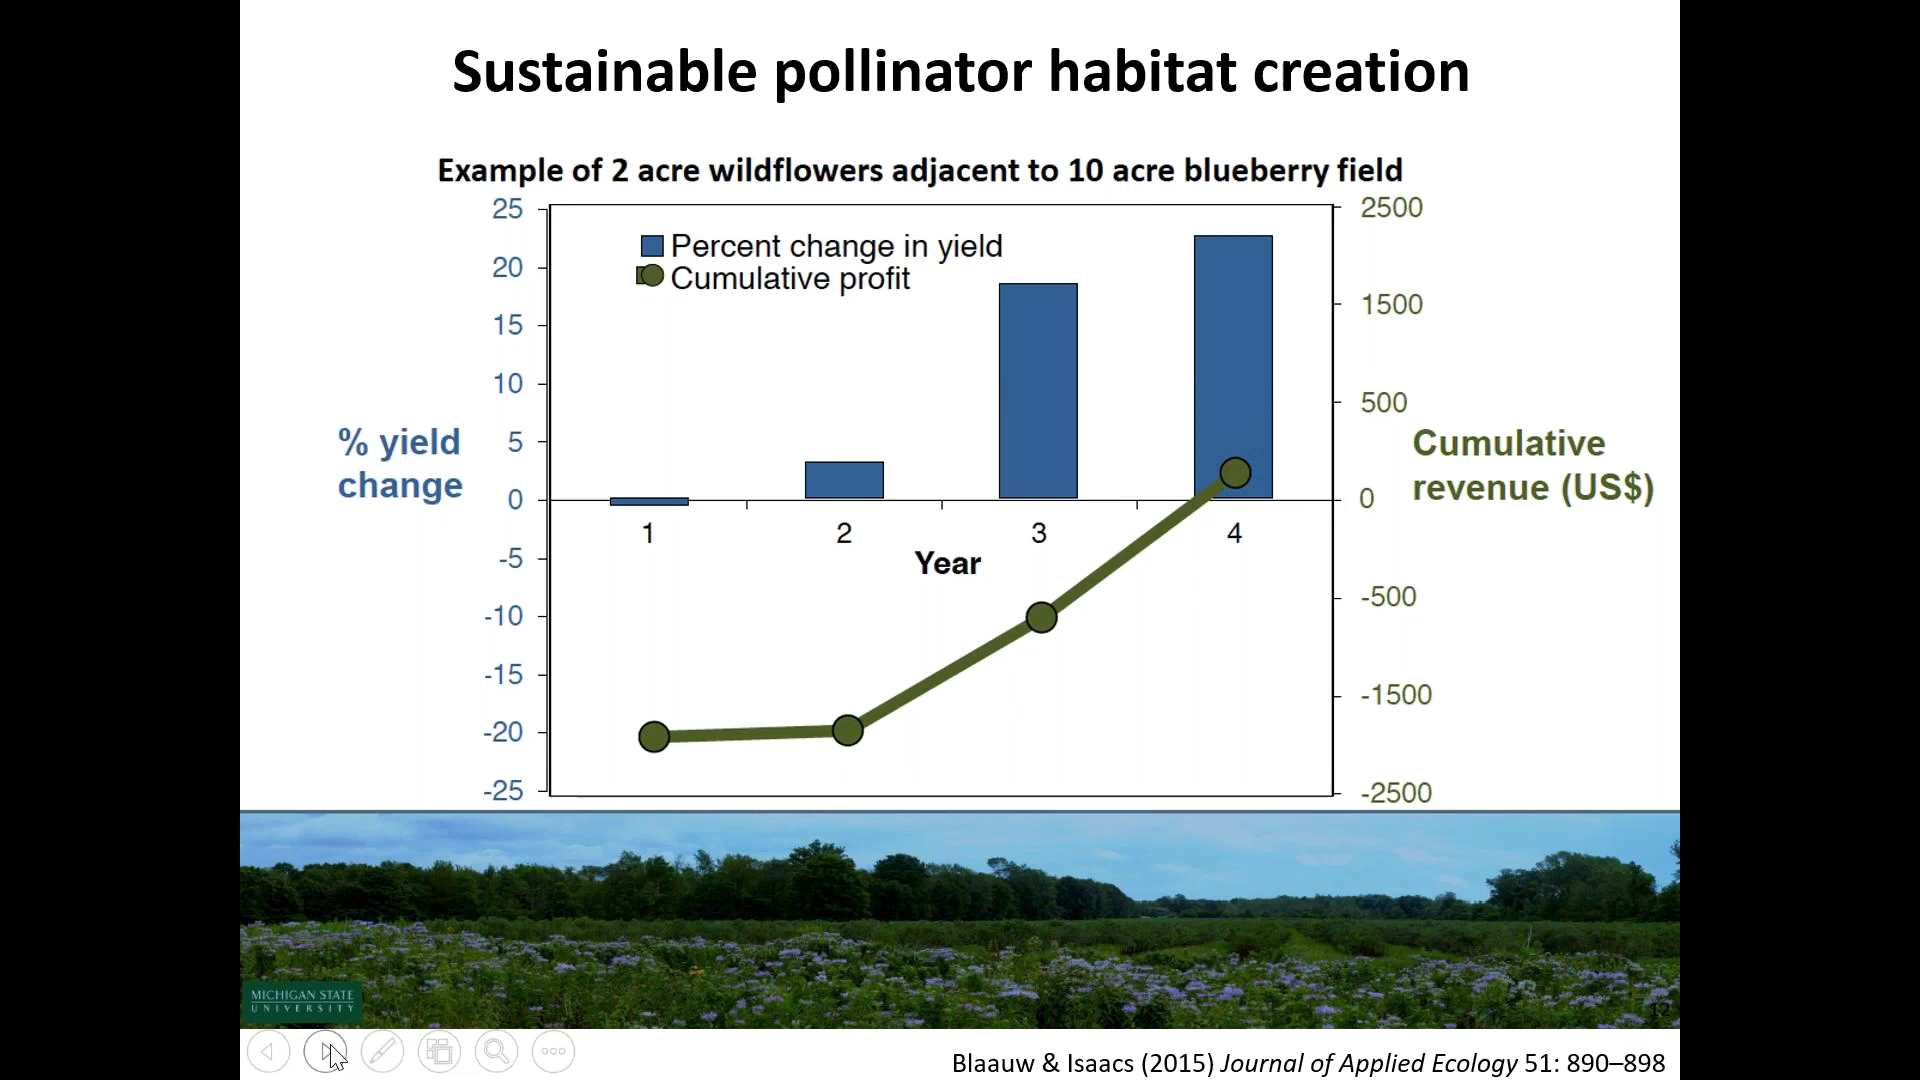 Sustainable pollinator habitat creation
Example of 2 acre wildflowers adjacent to 10 acre blueberry field
Percent change in yield
Cumulative profit
% yield
change
25
20
15
10
5
0
-5
-10
-15
-20
-25
1
2
3
4
Year
2500
1500
500
0
-500
-1500
-2500
Cumulative
revenue (US$)
MICHIGAN STATE
UNIVERSITY
12
Blaauw & Isaacs (2015) Journal of Applied Ecology 51: 890–898